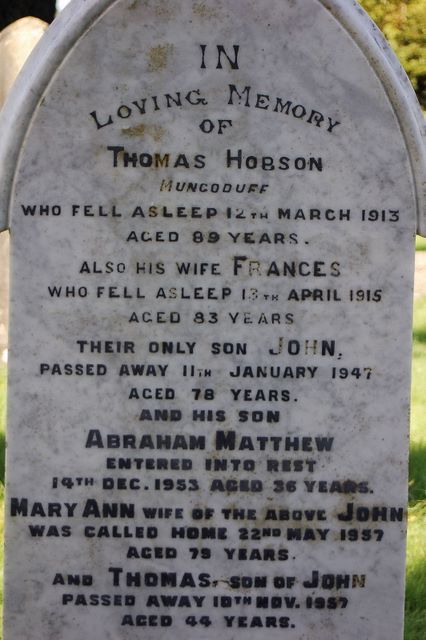 IN
LOVING MEMORY
OF
THOMAS HOBSON
MUNGODUFF
WHO FELL ASLEEP 12TH MARCH 1913
AGED 89 YEARS.
ALSO HIS WIFE FRANCES
WHO FELL ASLEEP 13TH APRIL 1915
AGED 83 YEARS
THEIR ONLY SON JOHN,
PASSED AWAY 11TH JANUARY 1947
AGED 78 YEARS.
AND HIS SON
ABRAHAM MATTHEW
ENTERED INTO REST
14TH DEC. 1953 AGED 36 YEARS.
MARY ANN WIFE OF THE ABOVE JOHN
WAS CALLED HOME 22ND MAY 1957
AGED 79 YEARS.
AND THOMAS, SON OF JOHN
PASSED AWAY 10TH NOV. 1957
AGED 44 YEARS.